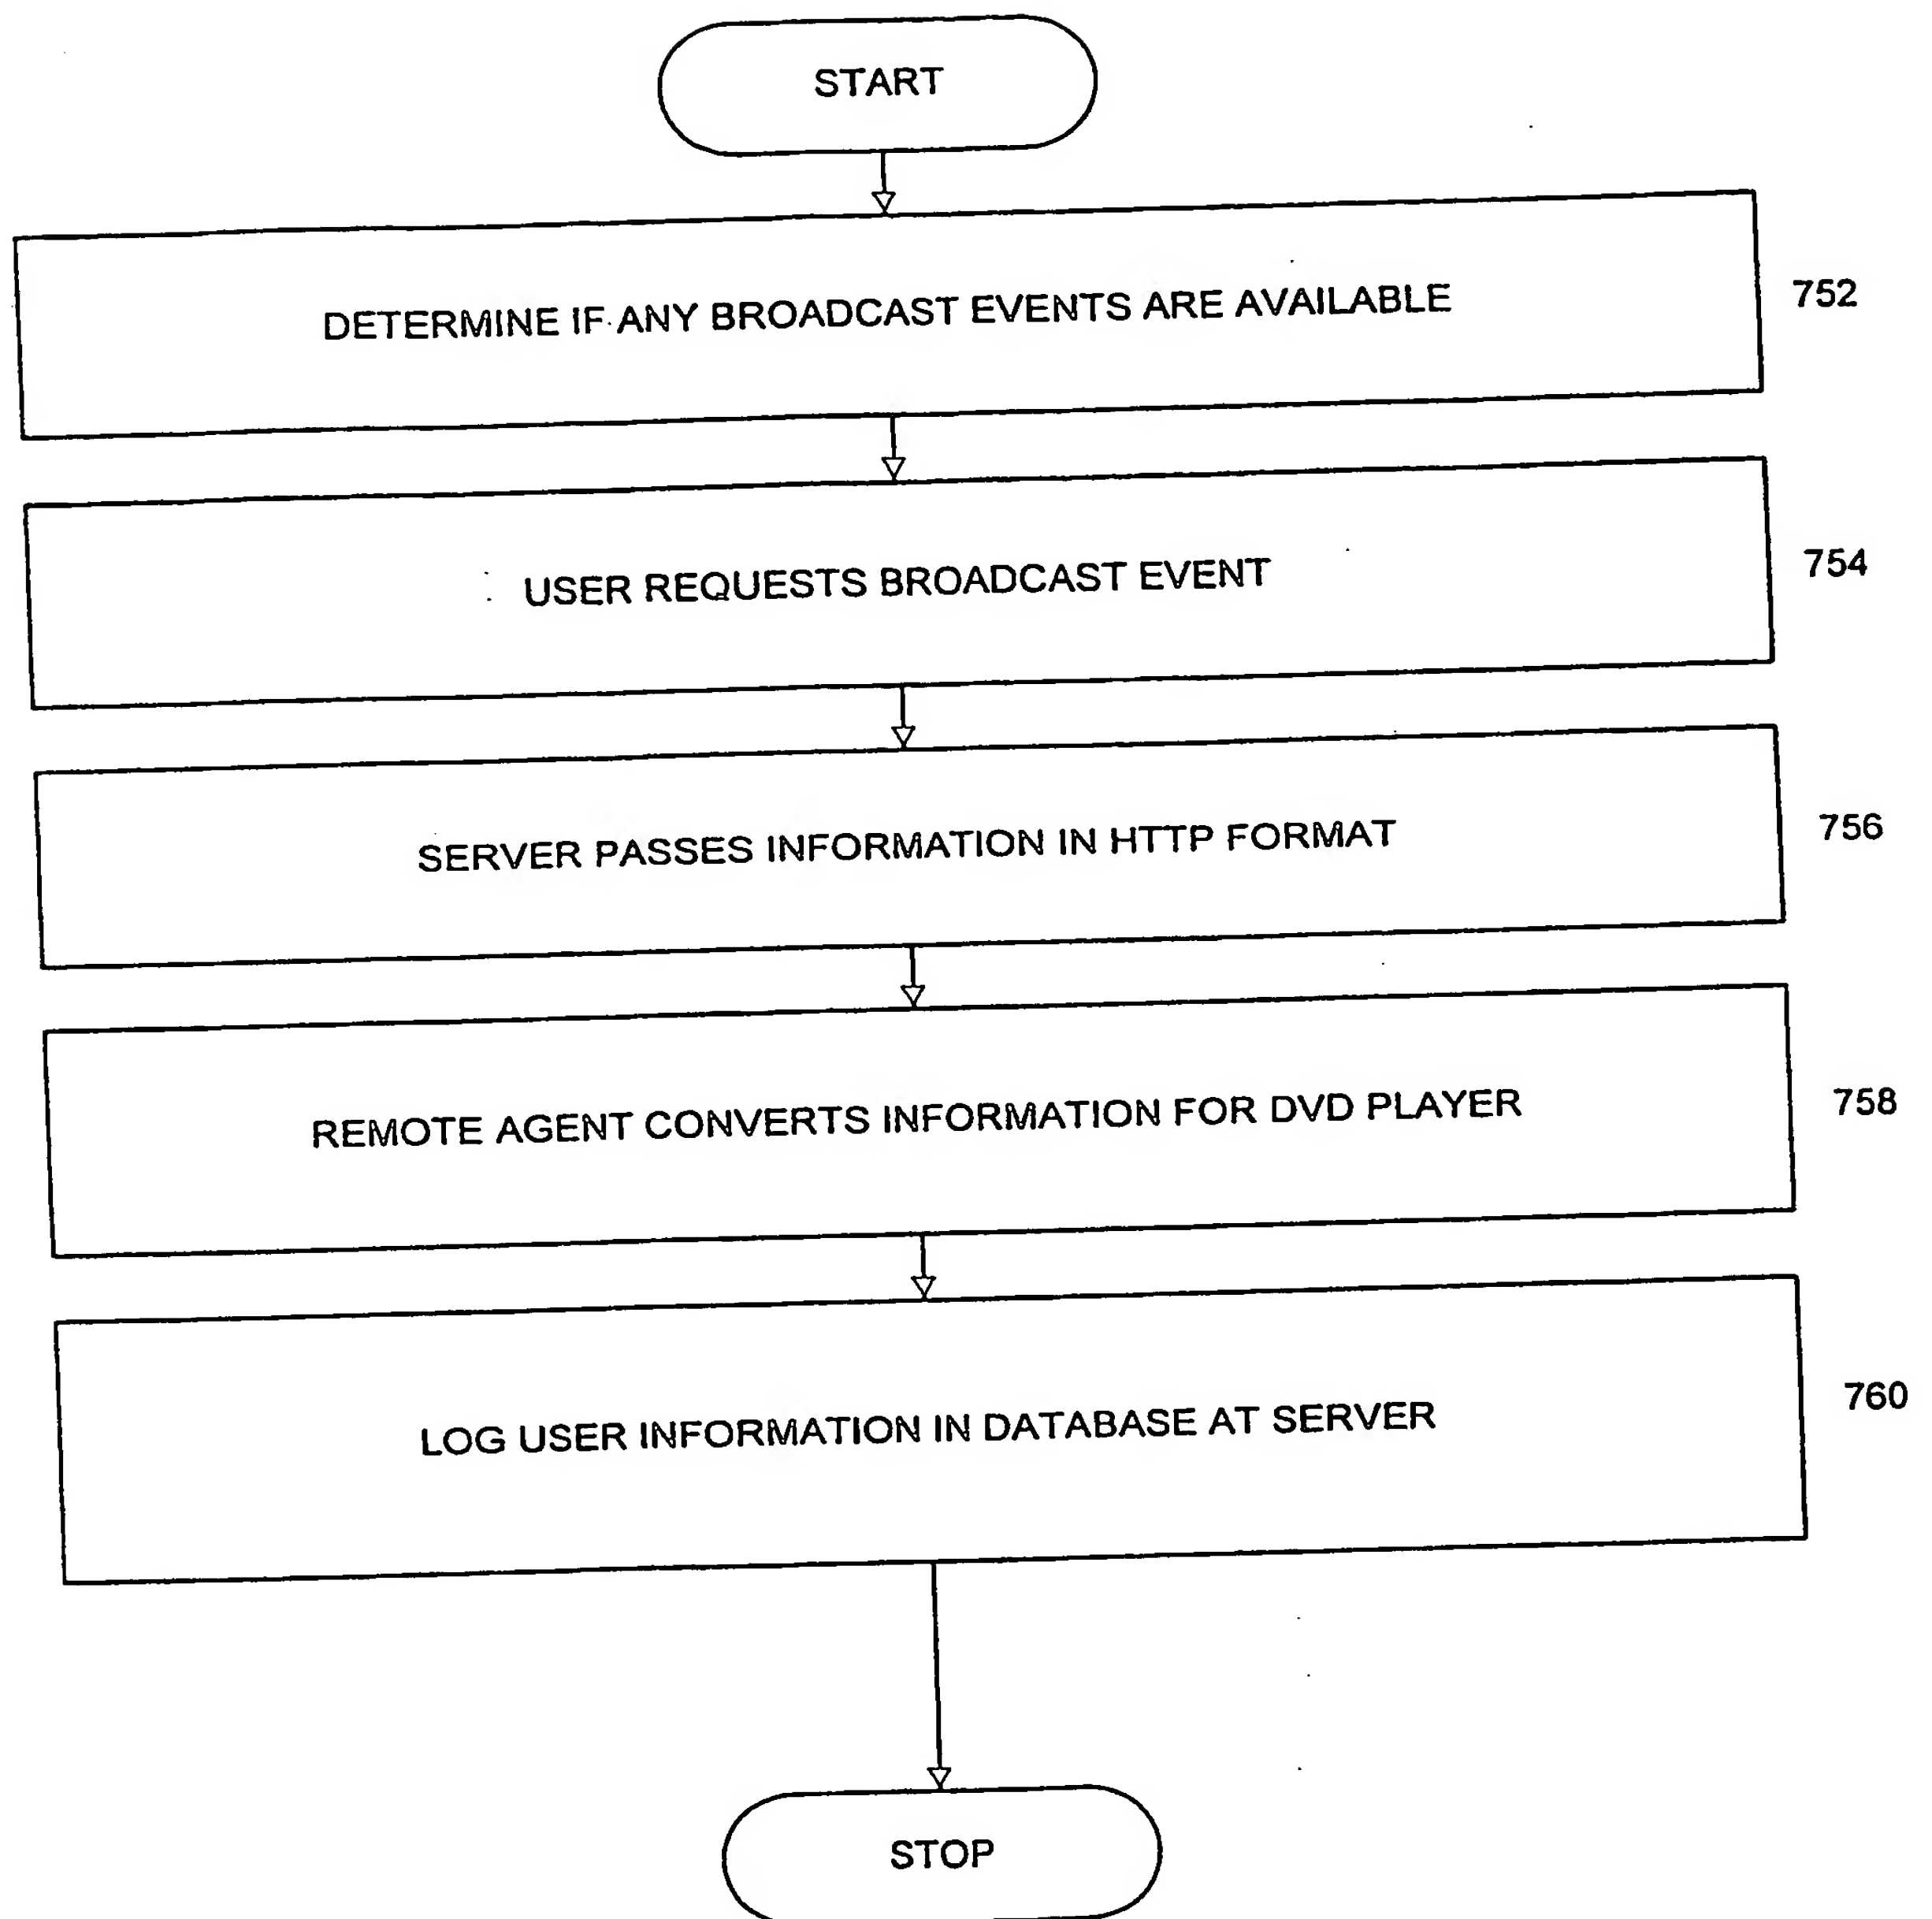 START
DETERMINE IF ANY BROADCAST EVENTS ARE AVAILABLE
752
USER REQUESTS BROADCAST EVENT
754
SERVER PASSES INFORMATION IN HTTP FORMAT
756
REMOTE AGENT CONVERTS INFORMATION FOR DVD PLAYER
758
LOG USER INFORMATION IN DATABASE AT SERVER
760
STOP